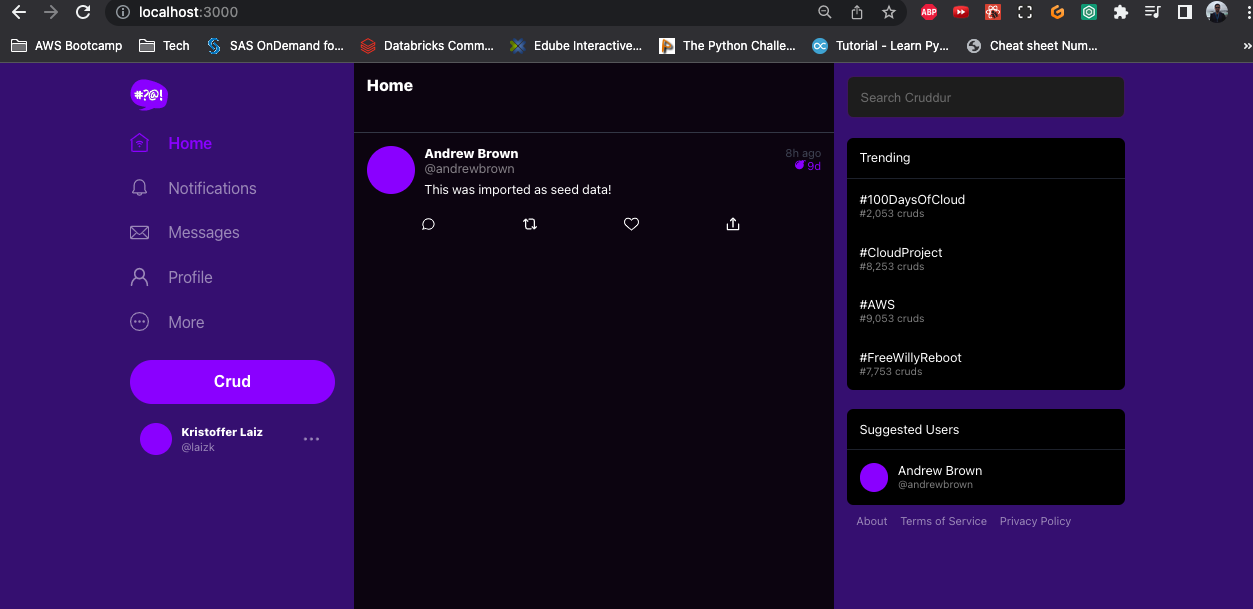 localhost:3000
ABP
AWS Bootcamp
Tech
SAS OnDemand fo...
Databricks Comm...
Edube Interactive...
The Python Challe...
Tutorial - Learn Py...
Cheat sheet Num...
»
#?@!
Home
Notifications
Messages
Profile
More
Crud
Kristoffer Laiz
@laizk
Home
Andrew Brown
8h ago
@andrewbrown
9d
This was imported as seed data!
Search Cruddur
Trending
#100DaysOfCloud
#2,053 cruds
#CloudProject
#8,253 cruds
#AWS
#9,053 cruds
#FreeWillyReboot
#7,753 cruds
Suggested Users
Andrew Brown
@andrewbrown
About Terms of Service Privacy Policy